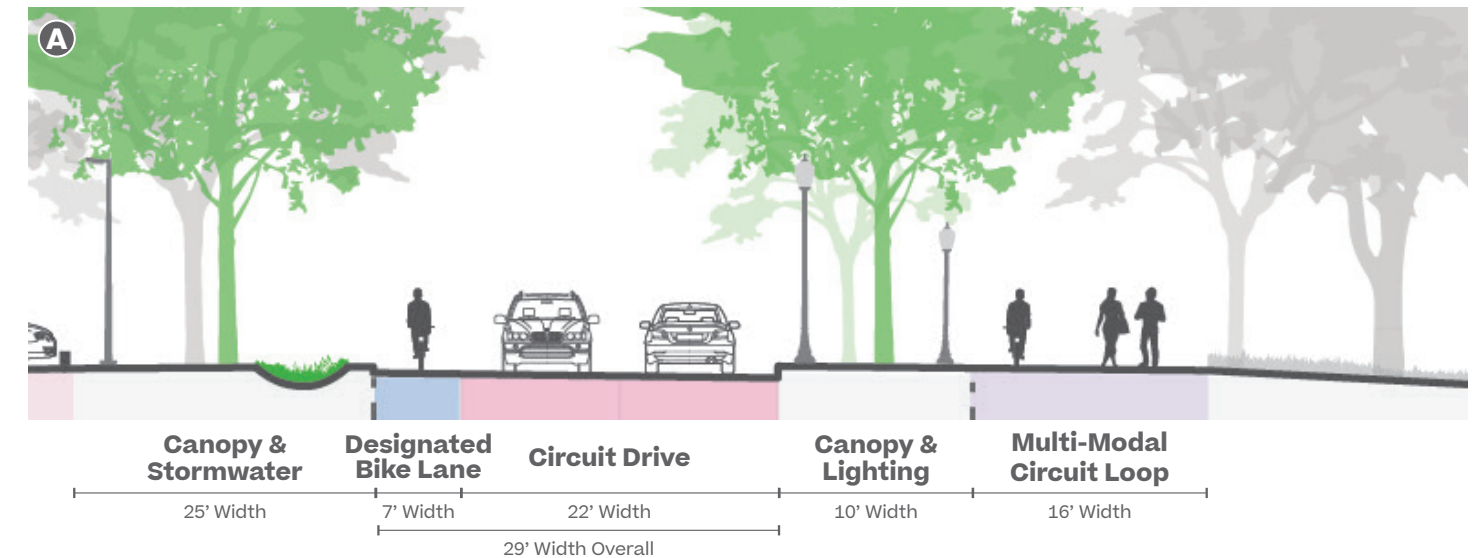 A
Canopy &
Stormwater
Designated
Bike Lane
Circuit Drive
Canopy &
Lighting
Multi-Modal
Circuit Loop
25’ Width
7’ Width
22’ Width
10’ Width
16’ Width
29’ Width Overall